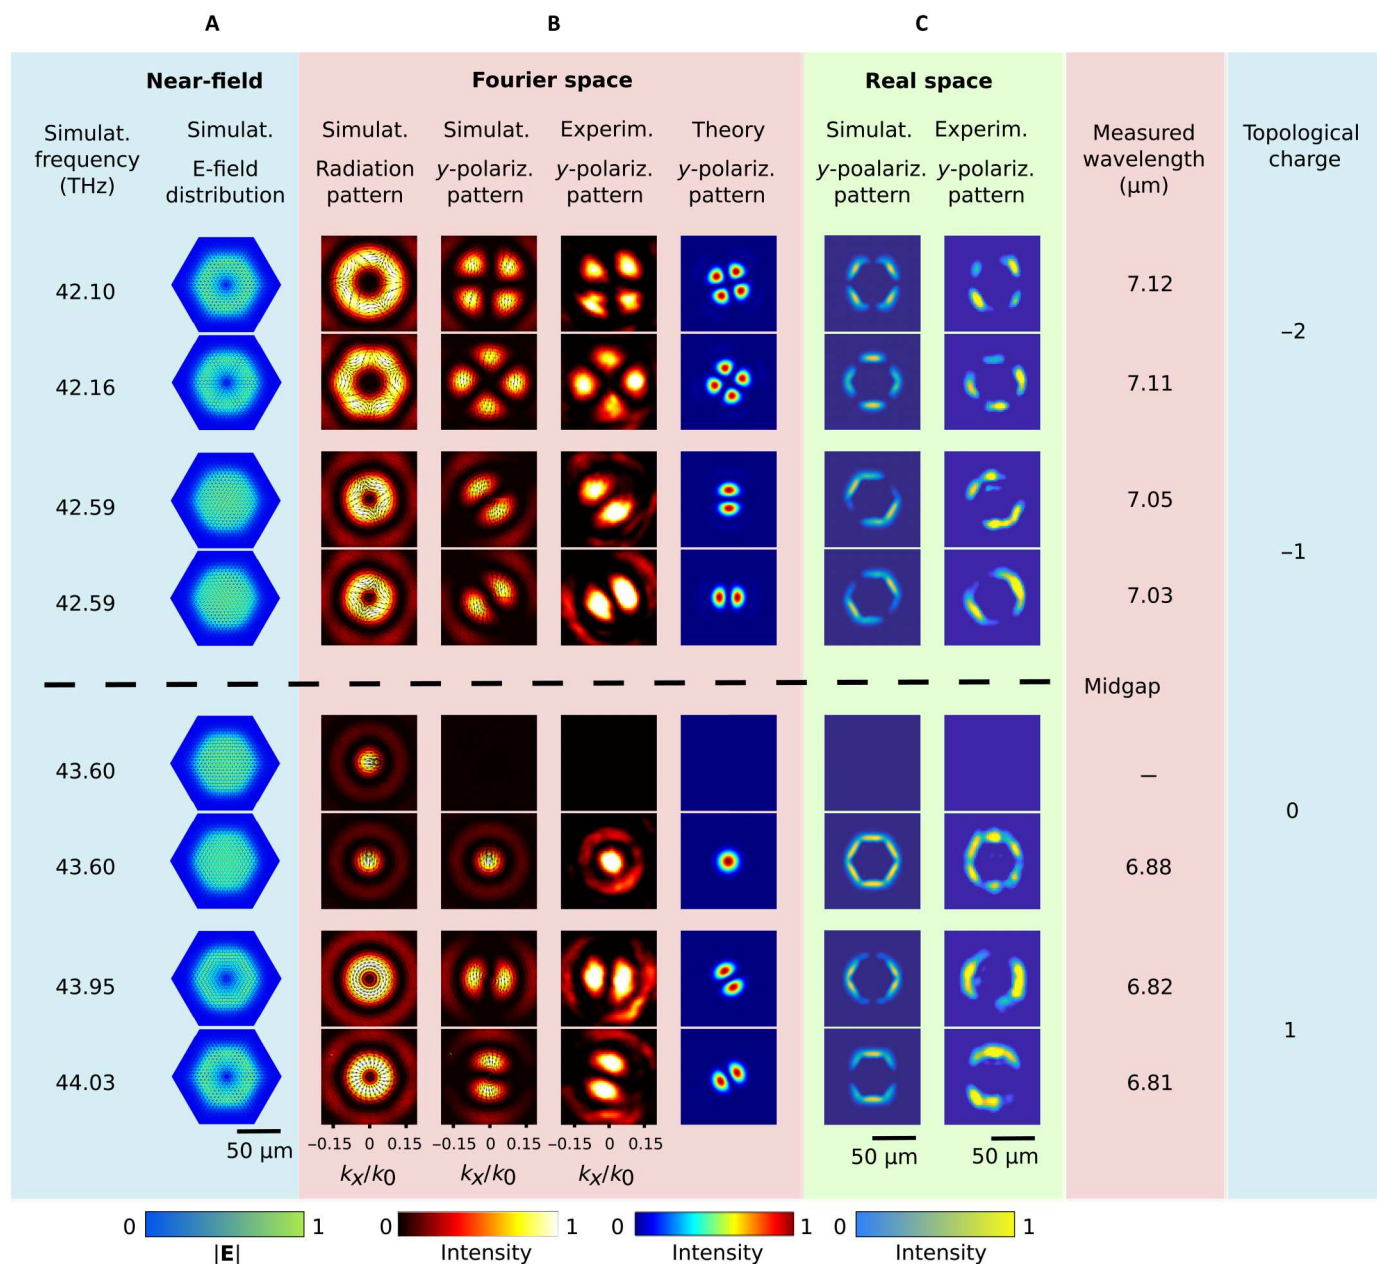 A B C
Near-field Fourier space Real space
Simulat. frequency (THz)
Simulat. E-field distribution
Simulat. Radiation pattern
Simulat. y-polariz. pattern
Experim. y-polariz. pattern
Theory y-polariz. pattern
Simulat. y-poalariz. pattern
Experim. y-polariz. pattern
Measured wavelength (μm)
Topological charge
42.10 7.12
–2
42.16 7.11
42.59 7.05
–1
42.59 7.03
Midgap
43.60 –
0
43.60 6.88
43.95 6.82
1
44.03 6.81
50 μm
−0.15 0 0.15 −0.15 0 0.15 −0.15 0 0.15
kx/k0 kx/k0 kx/k0
50 μm 50 μm
0 1 0 1 0 1 0 1
|E| Intensity Intensity Intensity